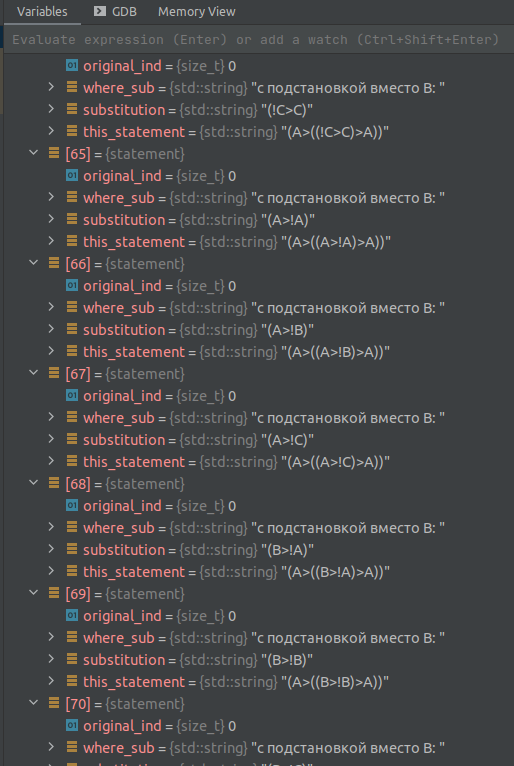 Variables GDB Memory View
Evaluate expression (Enter) or add a watch (Ctrl+Shift+Enter)
original_ind = {size_t} 0
where_sub = {std::string} "с подстановкой вместо B: "
substitution = {std::string} "(!C>C)"
this_statement = {std::string} "(A>((!C>C)>A))"
[65] = {statement}
original_ind = {size_t} 0
where_sub = {std::string} "с подстановкой вместо B: "
substitution = {std::string} "(A>!A)"
this_statement = {std::string} "(A>((A>!A)>A))"
[66] = {statement}
original_ind = {size_t} 0
where_sub = {std::string} "с подстановкой вместо B: "
substitution = {std::string} "(A>!B)"
this_statement = {std::string} "(A>((A>!B)>A))"
[67] = {statement}
original_ind = {size_t} 0
where_sub = {std::string} "с подстановкой вместо B: "
substitution = {std::string} "(A>!C)"
this_statement = {std::string} "(A>((A>!C)>A))"
[68] = {statement}
original_ind = {size_t} 0
where_sub = {std::string} "с подстановкой вместо B: "
substitution = {std::string} "(B>!A)"
this_statement = {std::string} "(A>((B>!A)>A))"
[69] = {statement}
original_ind = {size_t} 0
where_sub = {std::string} "с подстановкой вместо B: "
substitution = {std::string} "(B>!B)"
this_statement = {std::string} "(A>((B>!B)>A))"
[70] = {statement}
original_ind = {size_t} 0
where_sub = {std::string} "с подстановкой вместо B: "